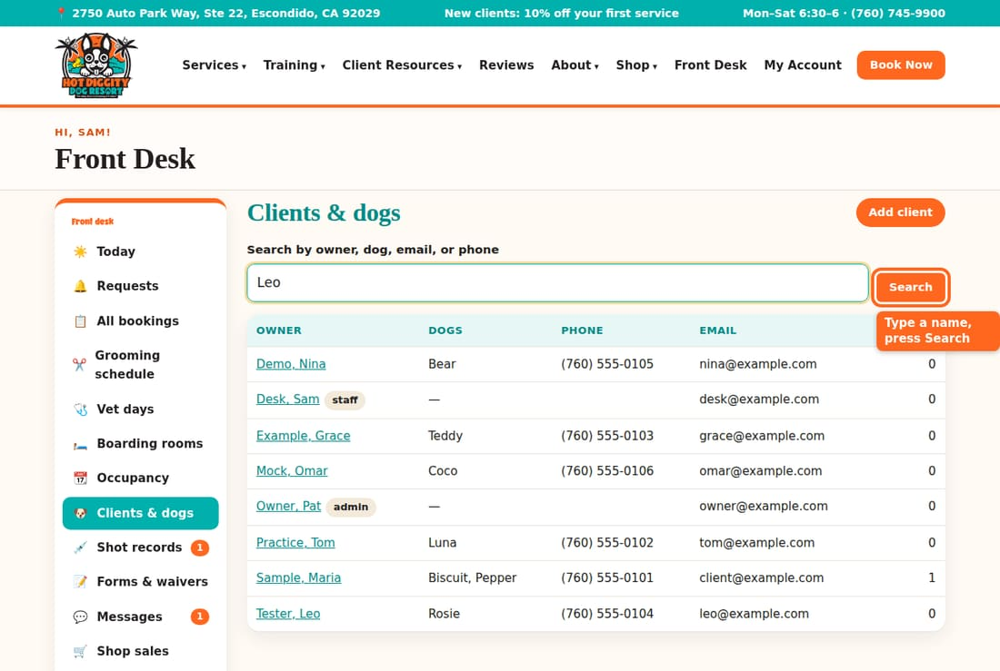 📍 2750 Auto Park Way, Ste 22, Escondido, CA 92029
New clients: 10% off your first service
Mon–Sat 6:30–6 · (760) 745-9900
HOT DIGGITY
DOG RESORT
Services ▾
Training ▾
Client Resources ▾
Reviews
About ▾
Shop ▾
Front Desk
My Account
Book Now
HI, SAM!
Front Desk
Front desk
☀️ Today
🔔 Requests
📋 All bookings
✂️ Grooming
schedule
🩺 Vet days
🛏️ Boarding rooms
📆 Occupancy
🐶 Clients & dogs
💉 Shot records 1
📝 Forms & waivers
💬 Messages 1
🛒 Shop sales
Clients & dogs
Add client
Search by owner, dog, email, or phone
Leo
Search
Type a name,
press Search
OWNER DOGS PHONE EMAIL
Demo, Nina Bear (760) 555-0105 nina@example.com 0
Desk, Sam staff — desk@example.com 0
Example, Grace Teddy (760) 555-0103 grace@example.com 0
Mock, Omar Coco (760) 555-0106 omar@example.com 0
Owner, Pat admin — owner@example.com 0
Practice, Tom Luna (760) 555-0102 tom@example.com 0
Sample, Maria Biscuit, Pepper (760) 555-0101 client@example.com 1
Tester, Leo Rosie (760) 555-0104 leo@example.com 0